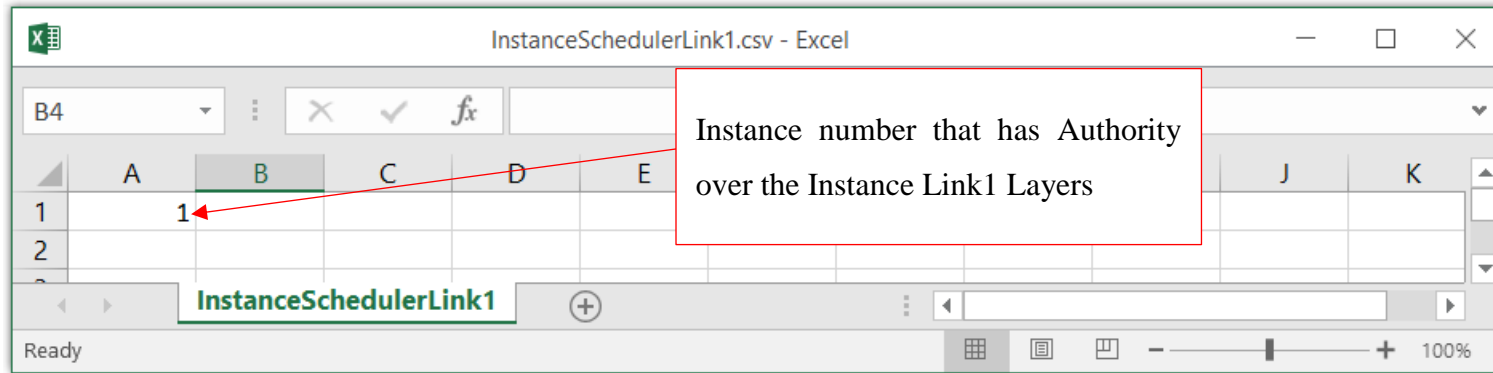 InstanceSchedulerLink1.csv - Excel
B4 fx
Instance number that has Authority
over the Instance Link1 Layers
A B C D E J K
1 1
2
InstanceSchedulerLink1
Ready 100%